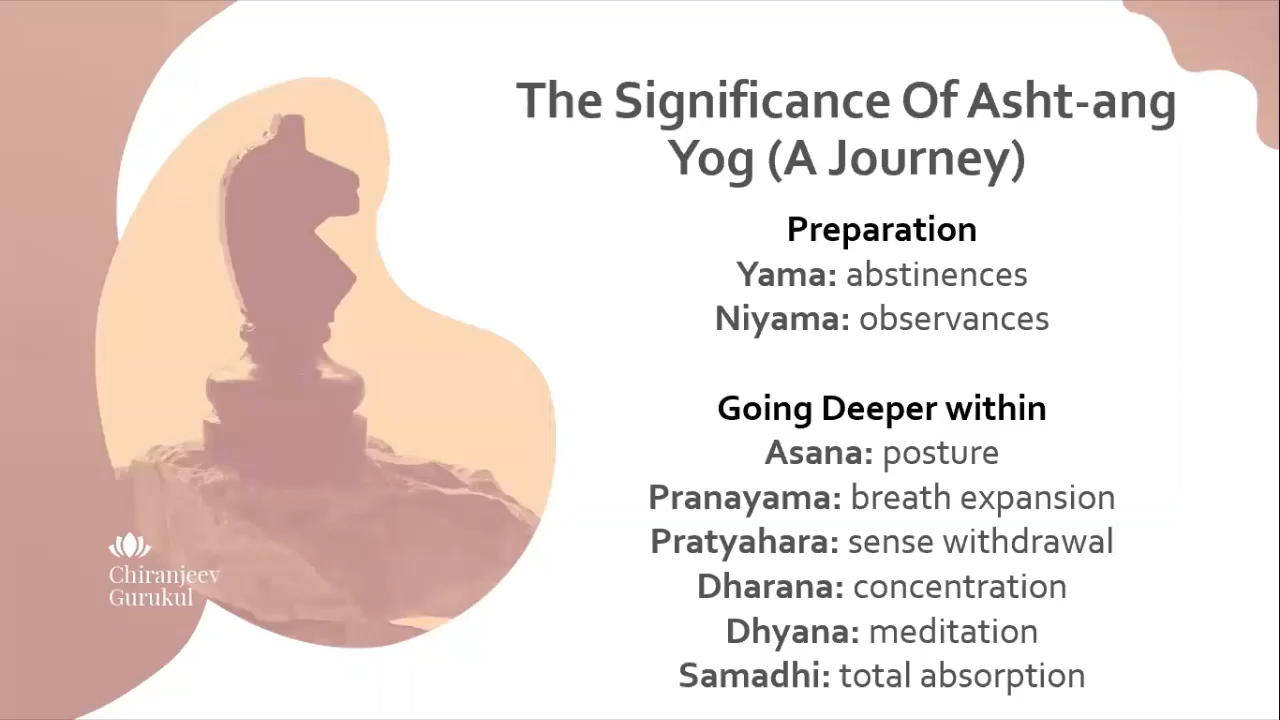 The Significance Of Asht-ang
Yog (A Journey)
Preparation
Yama: abstinences
Niyama: observances
Going Deeper within
Asana: posture
Pranayama: breath expansion
Pratyahara: sense withdrawal
Dharana: concentration
Dhyana: meditation
Samadhi: total absorption
Chiranjeev
Gurukul